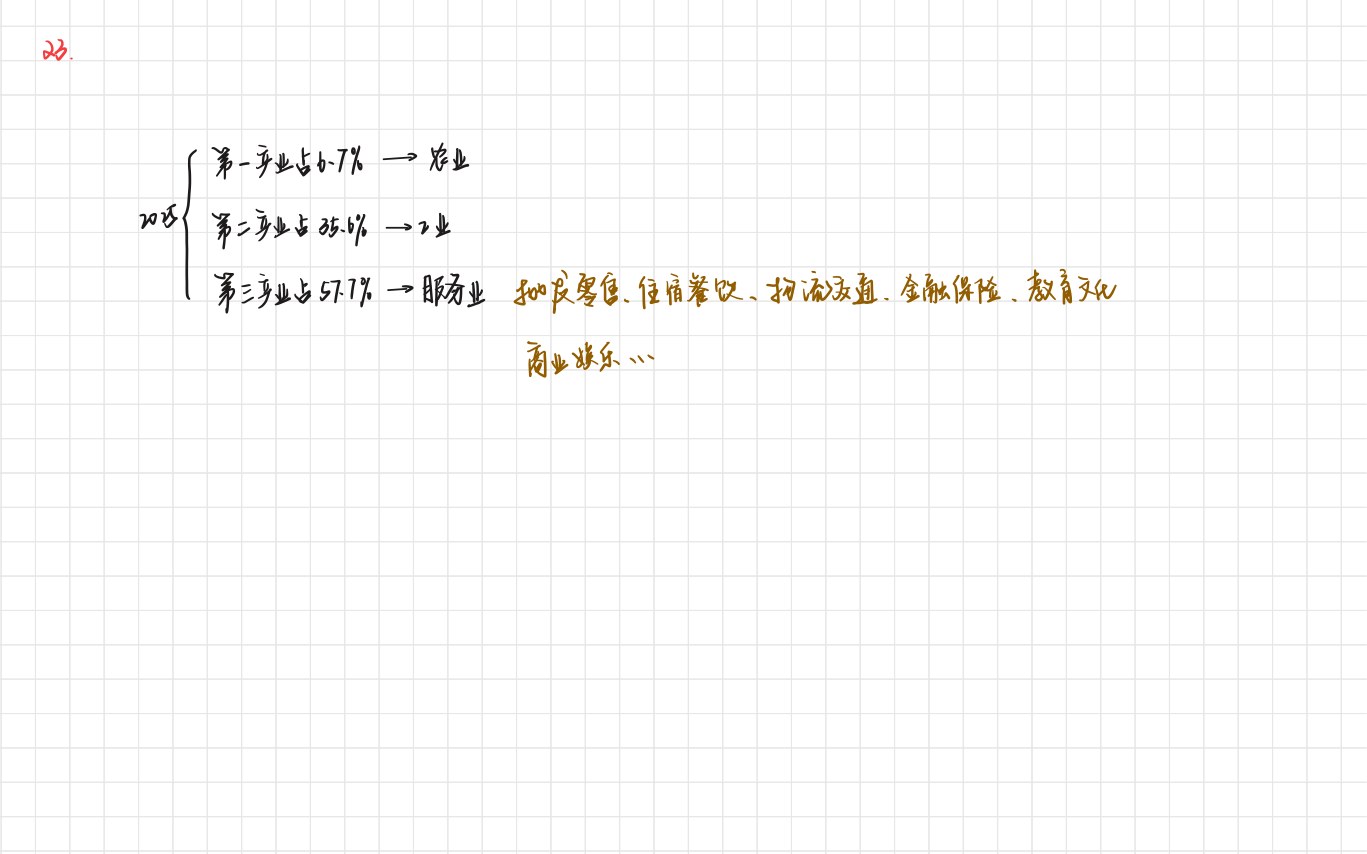 23.
2025
第一产业占6.7% → 农业
第二产业占35.6% → 工业
第三产业占57.7% → 服务业 批发零售、住宿餐饮、物流交通、金融保险、教育文化
商业娱乐...